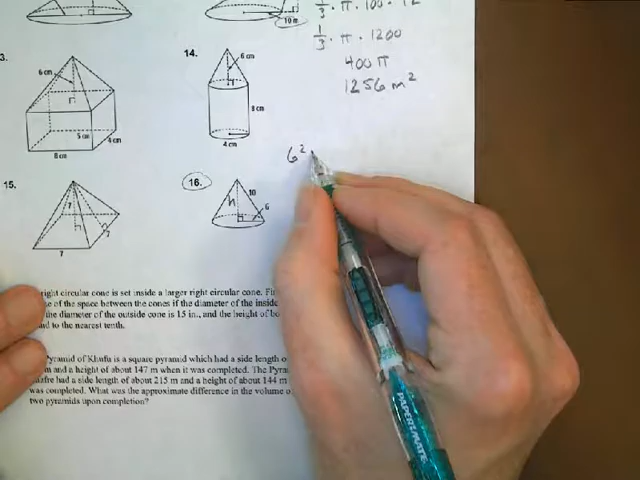 10 m
1/3 · π · 100 · 12
1/3 · π · 1200
400 π
1256 m²
3.
6 cm
5 cm
4 cm
8 cm
14.
6 cm
8 cm
4 cm
6²
15.
7
7
16.
10
h
6
right circular cone is set inside a larger right circular cone. Fi
e of the space between the cones if the diameter of the inside
the diameter of the outside cone is 15 in., and the height of bo
nd to the nearest tenth.
Pyramid of Khufu is a square pyramid which had a side length o
m and a height of about 147 m when it was completed. The Pyra
hafre had a side length of about 215 m and a height of about 144 m
was completed. What was the approximate difference in the volume o
two pyramids upon completion?
PAPERMATE